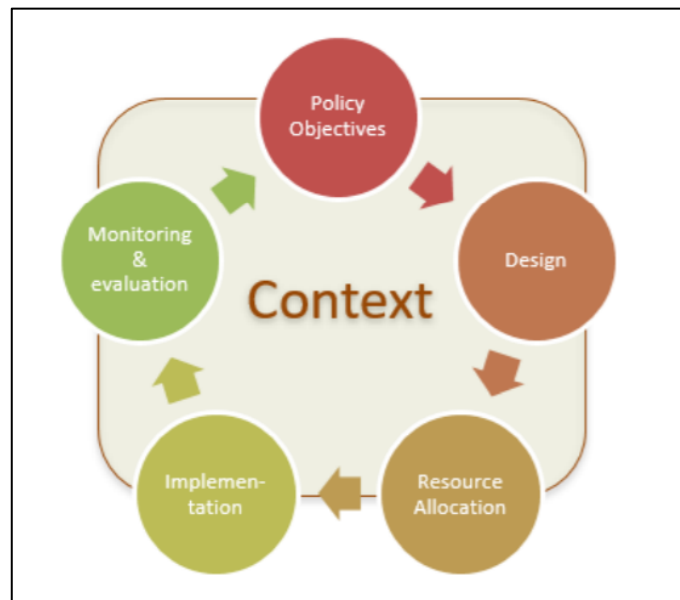 Policy
Objectives
Design
Resource
Allocation
Implemen-
tation
Monitoring
&
evaluation
Context